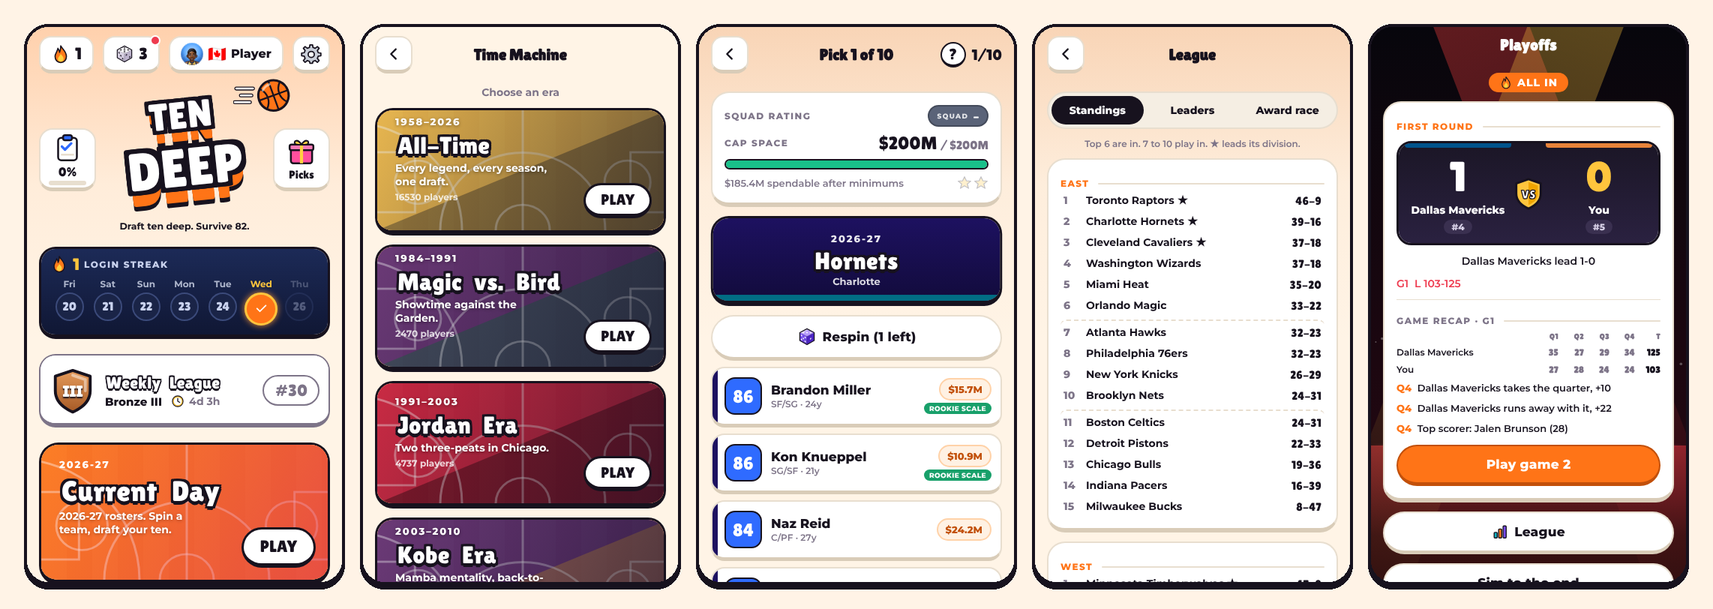 1
3
Player
TEN
DEEP
0%
Picks
Draft ten deep. Survive 82.
1 LOGIN STREAK
Fri Sat Sun Mon Tue Wed Thu
20 21 22 23 24 26
III
Weekly League
Bronze III 4d 3h
#30
2026-27
Current Day
2026-27 rosters. Spin a
team, draft your ten.
PLAY
Time Machine
Choose an era
1958–2026
All-Time
Every legend, every season,
one draft.
16530 players
PLAY
1984–1991
Magic vs. Bird
Showtime against the
Garden.
2470 players
PLAY
1991–2003
Jordan Era
Two three-peats in Chicago.
4737 players
PLAY
2003–2010
Kobe Era
Mamba mentality, back-to-
Pick 1 of 10
? 1/10
SQUAD RATING
SQUAD –
CAP SPACE
$200M / $200M
$185.4M spendable after minimums
2026-27
Hornets
Charlotte
Respin (1 left)
86 Brandon Miller
SF/SG · 24y
$15.7M
ROOKIE SCALE
86 Kon Knueppel
SG/SF · 21y
$10.9M
ROOKIE SCALE
84 Naz Reid
C/PF · 27y
$24.2M
League
Standings Leaders Award race
Top 6 are in. 7 to 10 play in. ★ leads its division.
EAST
1 Toronto Raptors ★ 46–9
2 Charlotte Hornets ★ 39–16
3 Cleveland Cavaliers ★ 37–18
4 Washington Wizards 37–18
5 Miami Heat 35–20
6 Orlando Magic 33–22
7 Atlanta Hawks 32–23
8 Philadelphia 76ers 32–23
9 New York Knicks 26–29
10 Brooklyn Nets 24–31
11 Boston Celtics 24–31
12 Detroit Pistons 22–33
13 Chicago Bulls 19–36
14 Indiana Pacers 16–39
15 Milwaukee Bucks 8–47
WEST
Playoffs
ALL IN
FIRST ROUND
1 VS 0
Dallas Mavericks You
#4 #5
Dallas Mavericks lead 1-0
G1 L 103-125
GAME RECAP · G1
Q1 Q2 Q3 Q4 T
Dallas Mavericks 35 27 29 34 125
You 27 28 24 24 103
Q4 Dallas Mavericks takes the quarter, +10
Q4 Dallas Mavericks runs away with it, +22
Q4 Top scorer: Jalen Brunson (28)
Play game 2
League
Sim to the end